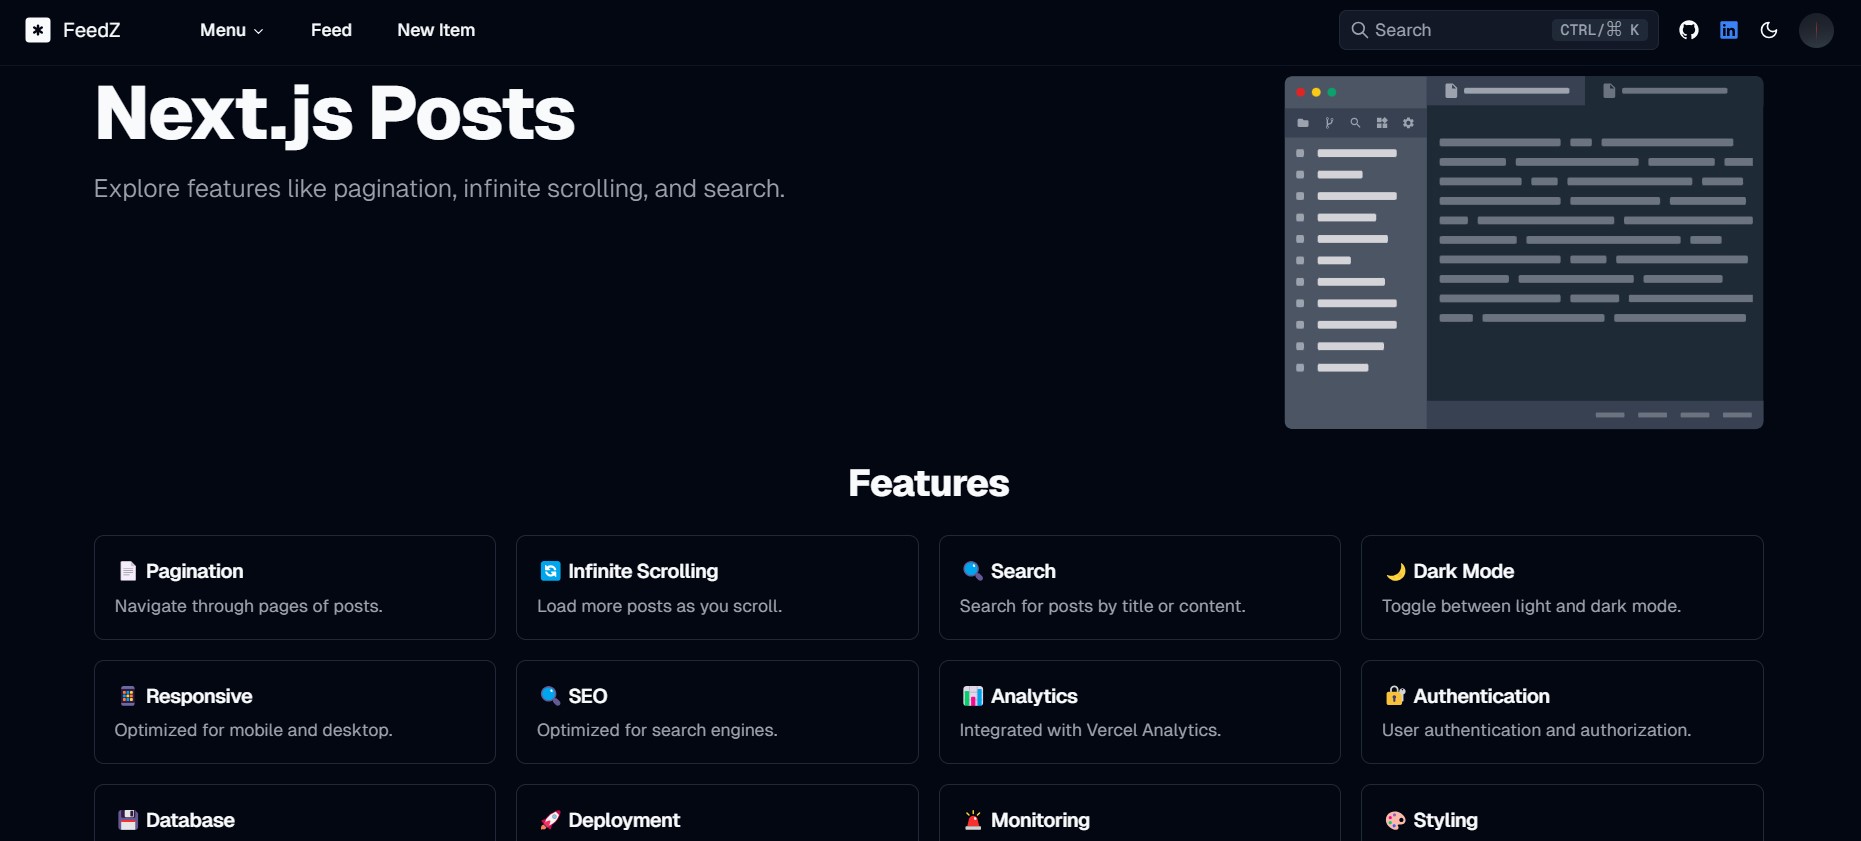 FeedZ
Menu
Feed
New Item
Search
CTRL/⌘ K
Next.js Posts
Explore features like pagination, infinite scrolling, and search.
Features
Pagination
Navigate through pages of posts.
Infinite Scrolling
Load more posts as you scroll.
Search
Search for posts by title or content.
Dark Mode
Toggle between light and dark mode.
Responsive
Optimized for mobile and desktop.
SEO
Optimized for search engines.
Analytics
Integrated with Vercel Analytics.
Authentication
User authentication and authorization.
Database
Deployment
Monitoring
Styling